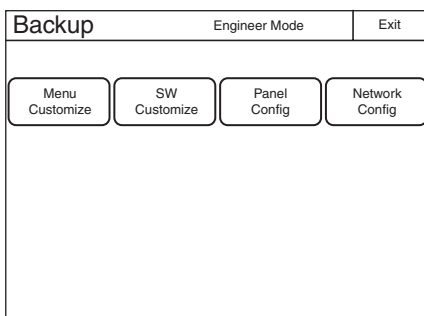 Backup Engineer Mode Exit
Menu
Customize
SW
Customize
Panel
Config
Network
Config